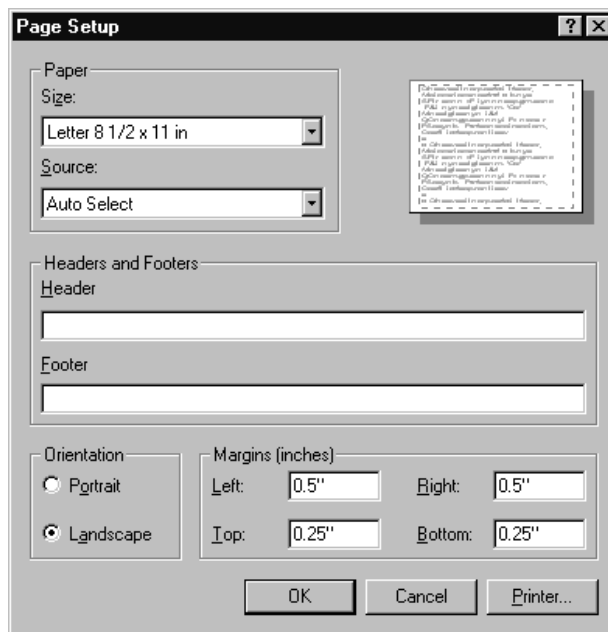 Page Setup
Paper
Size:
Letter 8 1/2 x 11 in
Source:
Auto Select
Headers and Footers
Header
Footer
Orientation
Portrait
Landscape
Margins (inches)
Left: 0.5" Right: 0.5"
Top: 0.25" Bottom: 0.25"
OK Cancel Printer...